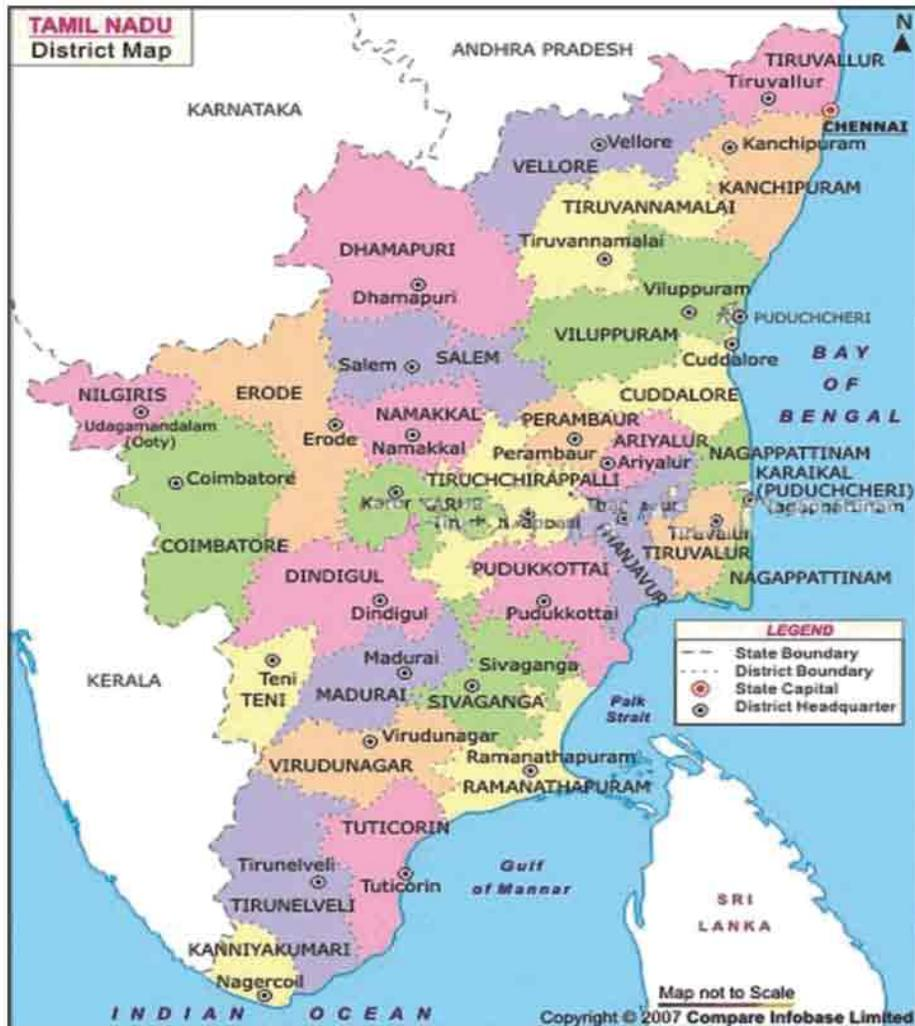 TAMIL NADU
District Map
N
ANDHRA PRADESH
KARNATAKA
TIRUVALLUR
Tiruvallur
CHENNAI
Vellore
VELLORE
Kanchipuram
KANCHIPURAM
TIRUVANNAMALAI
Tiruvannamalai
DHAMAPURI
Dhamapuri
Viluppuram
VILUPPURAM
PUDUCHCHERI
Cuddalore
CUDDALORE
Salem
SALEM
BAY
OF
BENGAL
NILGIRIS
Udagamandalam
(Ooty)
ERODE
Erode
NAMAKKAL
Namakkal
PERAMBAUR
Perambaur
ARIYALUR
Ariyalur
NAGAPPATTINAM
KARAIKAL
(PUDUCHCHERI)
Coimbatore
COIMBATORE
TIRUCHCHIRAPPALLI
Karur
THANJAVUR
Tiruvalur
TIRUVALUR
NAGAPPATTINAM
DINDIGUL
Dindigul
PUDUKKOTTAI
Pudukkottai
LEGEND
State Boundary
District Boundary
State Capital
District Headquarter
KERALA
Teni
TENI
Madurai
MADURAI
Sivaganga
SIVAGANGA
Palk
Strait
Virudunagar
VIRUDUNAGAR
Ramanathapuram
RAMANATHAPURAM
TUTICORIN
Tuticorin
Tirunelveli
TIRUNELVELI
Gulf
of Mannar
SRI
LANKA
KANNIYAKUMARI
Nagercoil
INDIAN OCEAN
Map not to Scale
Copyright © 2007 Compare Infobase Limited